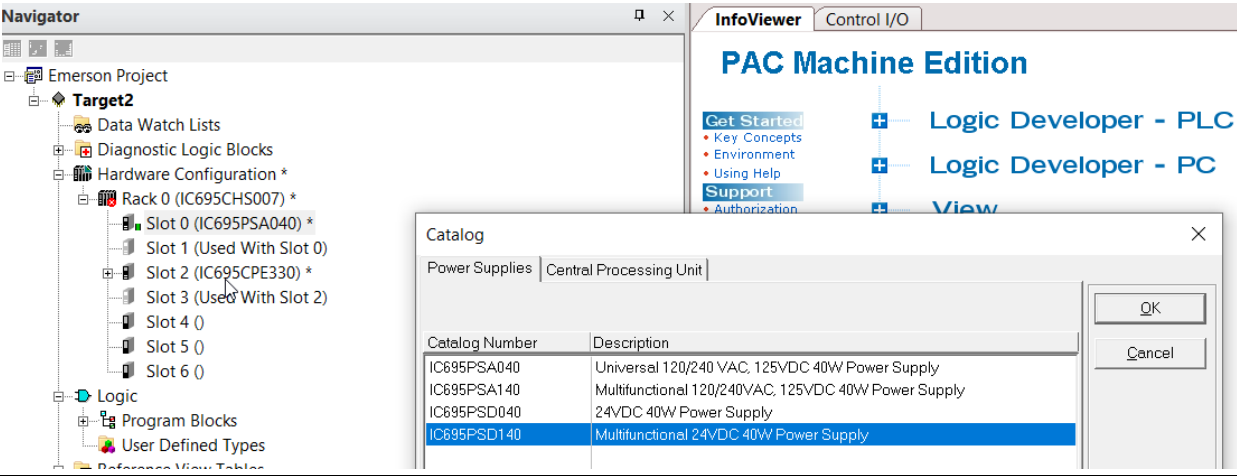 Navigator
InfoViewer
Control I/O
Emerson Project
Target2
Data Watch Lists
Diagnostic Logic Blocks
Hardware Configuration *
Rack 0 (IC695CHS007) *
Slot 0 (IC695PSA040) *
Slot 1 (Used With Slot 0)
Slot 2 (IC695CPE330) *
Slot 3 (Used With Slot 2)
Slot 4 ()
Slot 5 ()
Slot 6 ()
Logic
Program Blocks
User Defined Types
Reference View Tables
PAC Machine Edition
Get Started
Key Concepts
Environment
Using Help
Support
Authorization
Logic Developer - PLC
Logic Developer - PC
View
Catalog
Power Supplies
Central Processing Unit
Catalog Number Description
IC695PSA040 Universal 120/240 VAC, 125VDC 40W Power Supply
IC695PSA140 Multifunctional 120/240VAC, 125VDC 40W Power Supply
IC695PSD040 24VDC 40W Power Supply
IC695PSD140 Multifunctional 24VDC 40W Power Supply
OK
Cancel